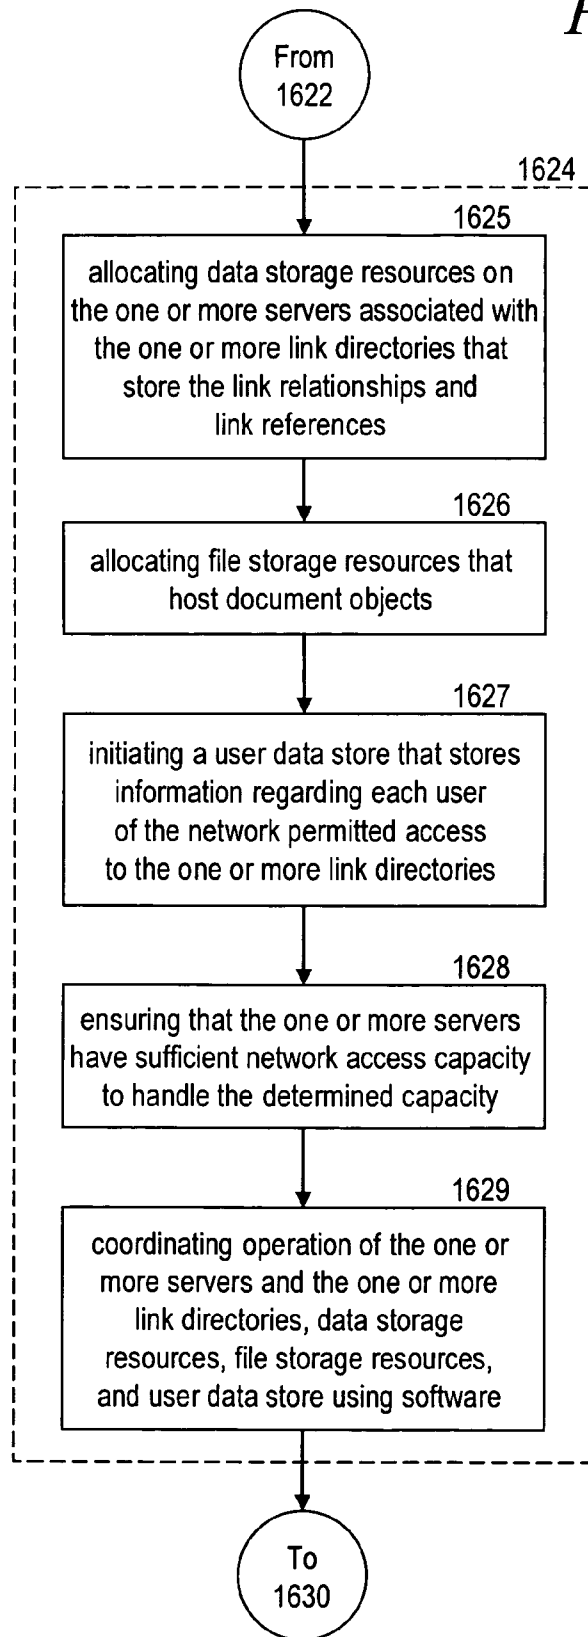 From
1622
1624
1625
allocating data storage resources on
the one or more servers associated with
the one or more link directories that
store the link relationships and
link references
1626
allocating file storage resources that
host document objects
1627
initiating a user data store that stores
information regarding each user
of the network permitted access
to the one or more link directories
1628
ensuring that the one or more servers
have sufficient network access capacity
to handle the determined capacity
1629
coordinating operation of the one or
more servers and the one or more
link directories, data storage
resources, file storage resources,
and user data store using software
To
1630